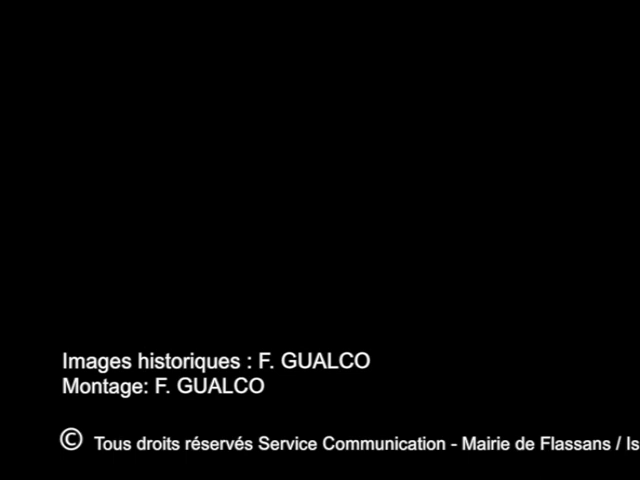 Images historiques : F. GUALCO
Montage: F. GUALCO
© Tous droits réservés Service Communication - Mairie de Flassans / Is